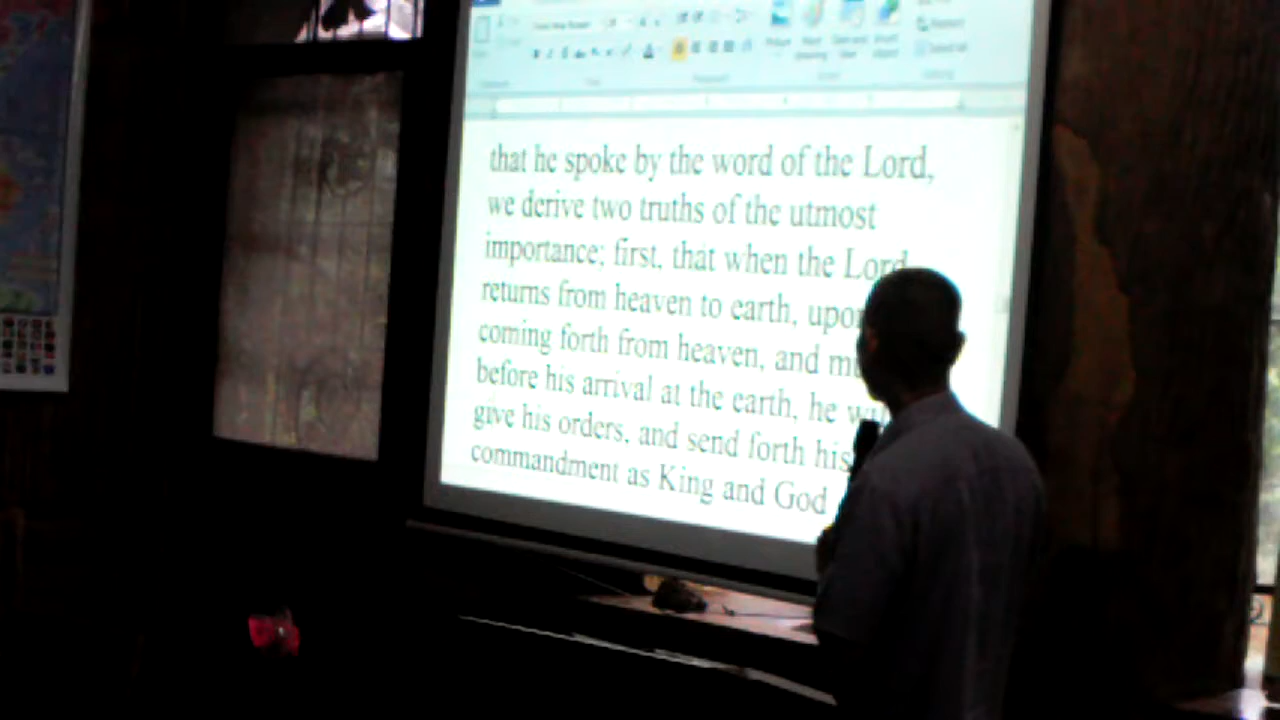 that he spoke by the word of the Lord,
we derive two truths of the utmost
importance; first, that when the Lord
returns from heaven to earth, upon
coming forth from heaven, and
before his arrival at the earth, he will
give his orders, and send forth his
commandment as King and God